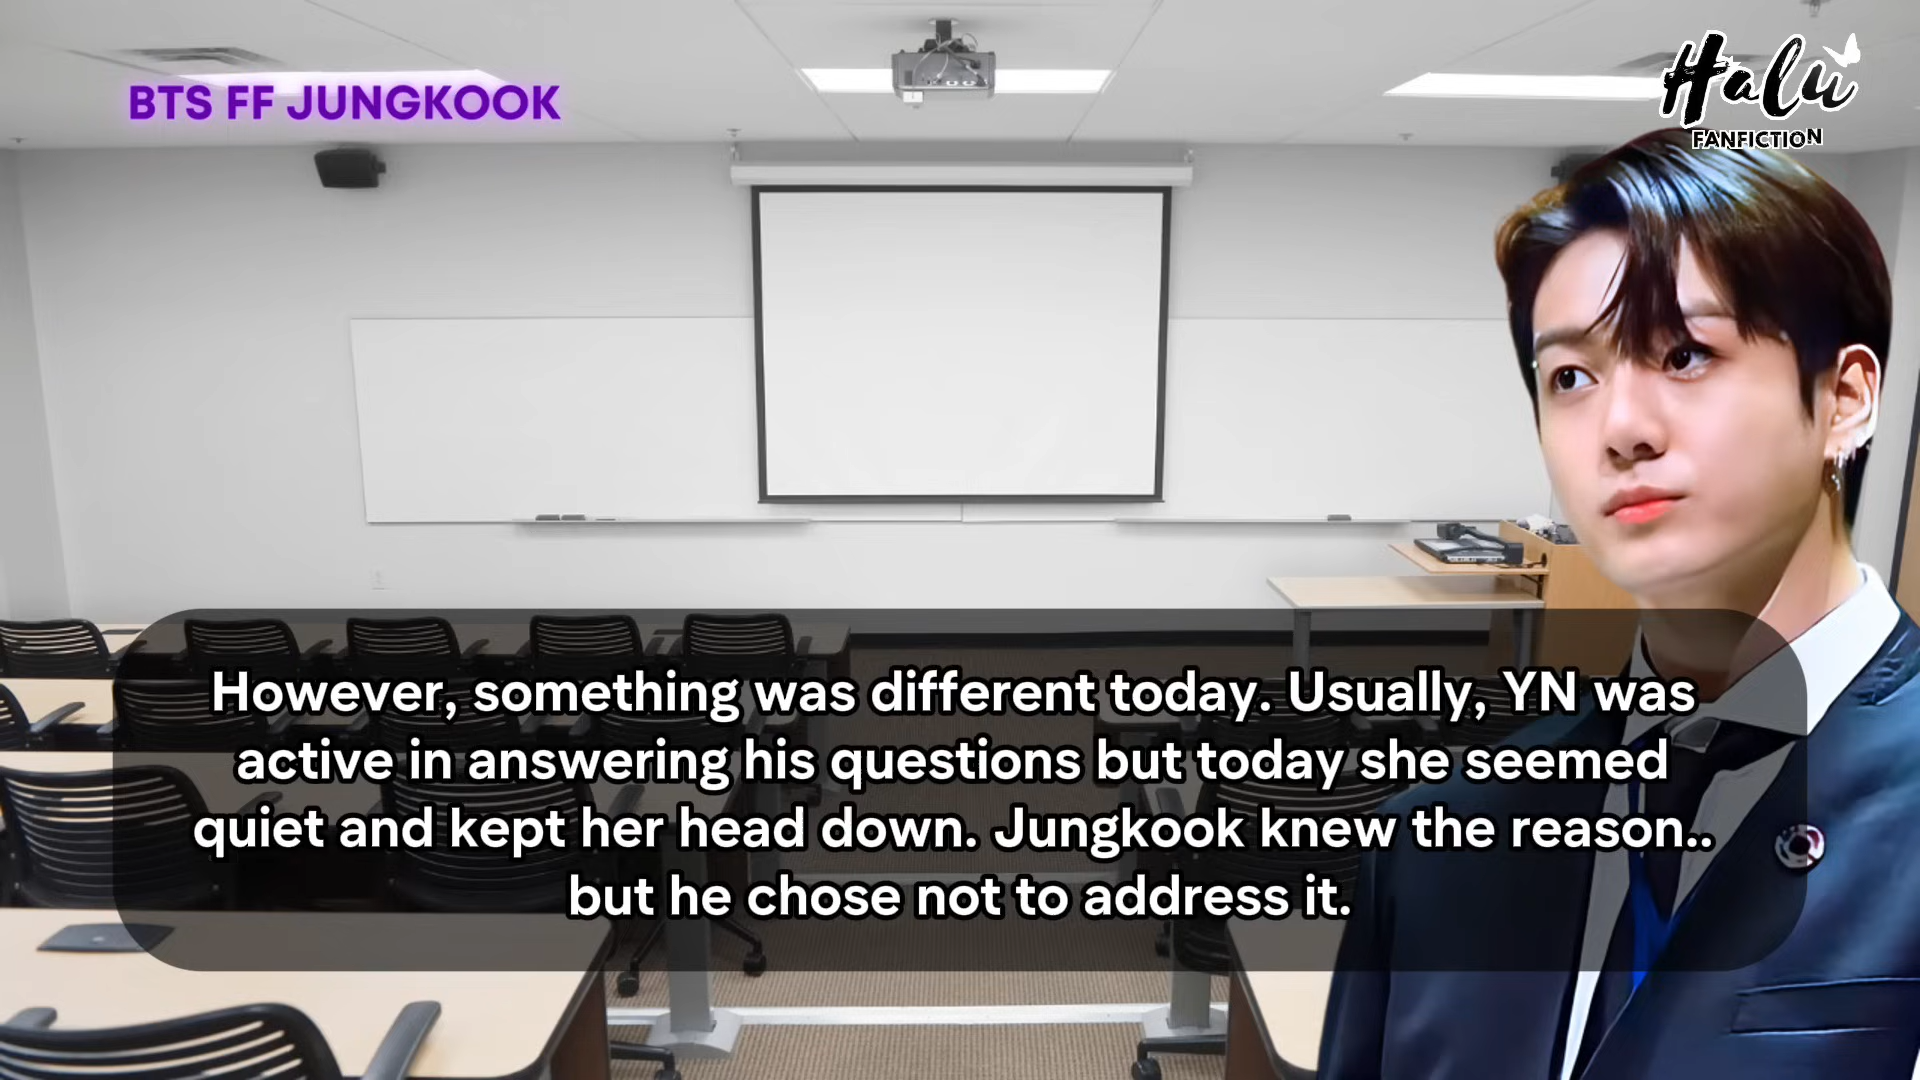 BTS FF JUNGKOOK
Halu
FANFICTION
However, something was different today. Usually, YN was
active in answering his questions but today she seemed
quiet and kept her head down. Jungkook knew the reason..
but he chose not to address it.